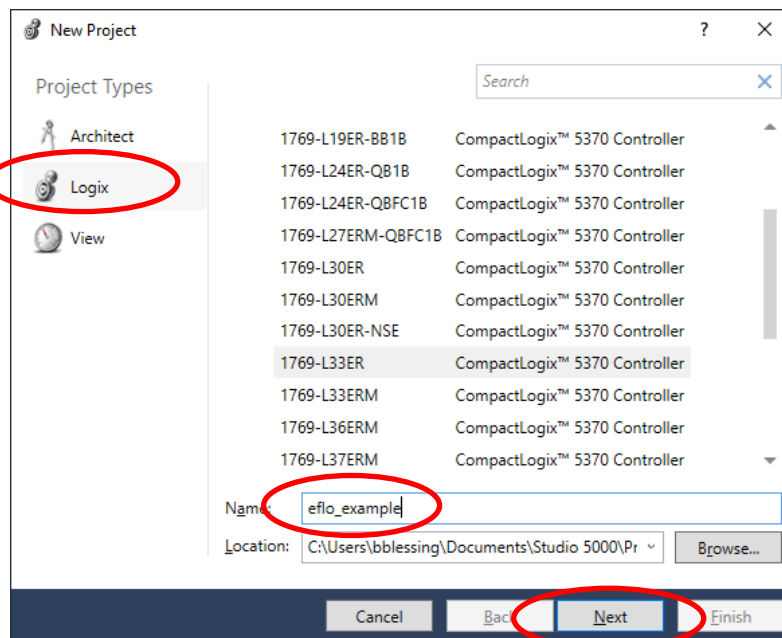 New Project ? ×
Search ×
Project Types
Architect
Logix
View
1769-L19ER-BB1B CompactLogix™ 5370 Controller
1769-L24ER-QB1B CompactLogix™ 5370 Controller
1769-L24ER-QBFC1B CompactLogix™ 5370 Controller
1769-L27ERM-QBFC1B CompactLogix™ 5370 Controller
1769-L30ER CompactLogix™ 5370 Controller
1769-L30ERM CompactLogix™ 5370 Controller
1769-L30ER-NSE CompactLogix™ 5370 Controller
1769-L33ER CompactLogix™ 5370 Controller
1769-L33ERM CompactLogix™ 5370 Controller
1769-L36ERM CompactLogix™ 5370 Controller
1769-L37ERM CompactLogix™ 5370 Controller
Name: eflo_example
Location: C:\Users\bblessing\Documents\Studio 5000\Pr Browse...
Cancel Back Next Finish